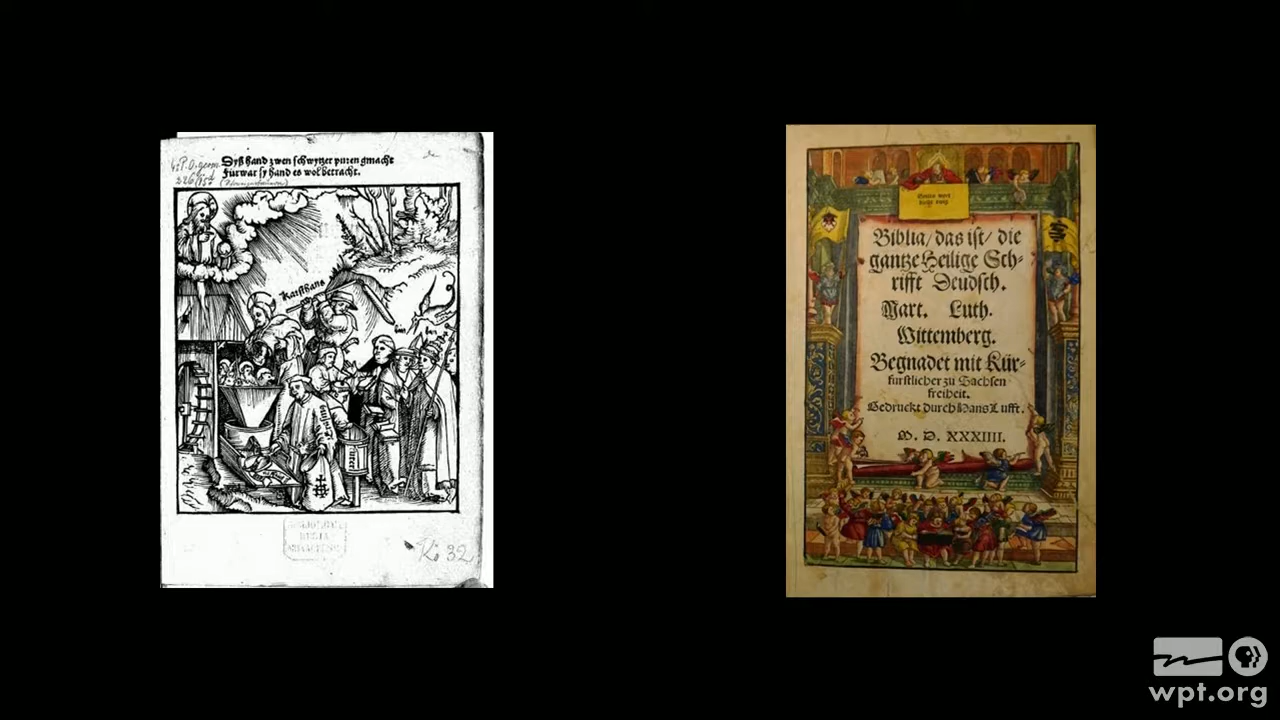 Dyß hand zwen schwytzer puren gmacht
Fürwar sy hand es wol betracht.
Karsthans
Biblia/ das ist/ die
gantze Heilige Sch-
rifft Deudsch.
Mart. Luth.
Wittemberg.
Begnadet mit Kür-
fürstlicher zu Sachsen
freiheit.
Gedruckt durch Hans Lufft.
M. D. XXXIIII.
K. 32
wpt.org